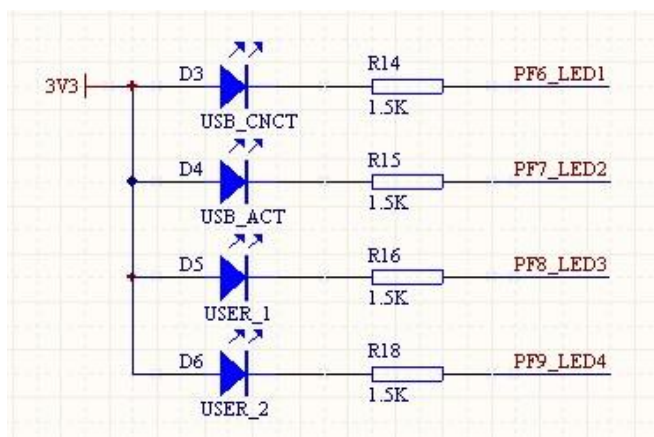 3V3
D3
USB_CNCT
R14
1.5K
PF6_LED1
D4
USB_ACT
R15
1.5K
PF7_LED2
D5
USER_1
R16
1.5K
PF8_LED3
D6
USER_2
R18
1.5K
PF9_LED4